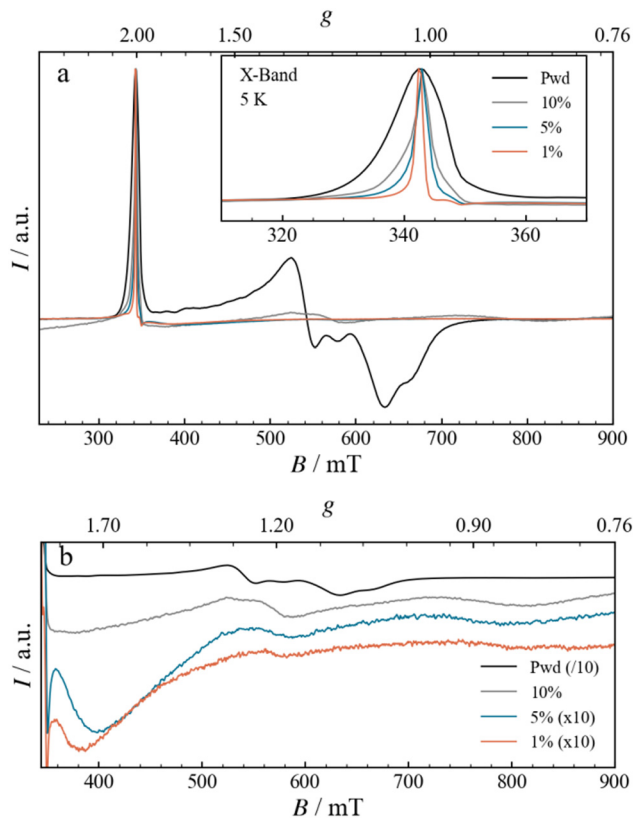 g
2.00 1.50 1.00 0.76
a
X-Band
5 K
Pwd
10%
5%
1%
320 340 360
I / a.u.
300 400 500 600 700 800 900
B / mT
g
1.70 1.20 0.90 0.76
b
I / a.u.
Pwd (/10)
10%
5% (x10)
1% (x10)
400 500 600 700 800 900
B / mT